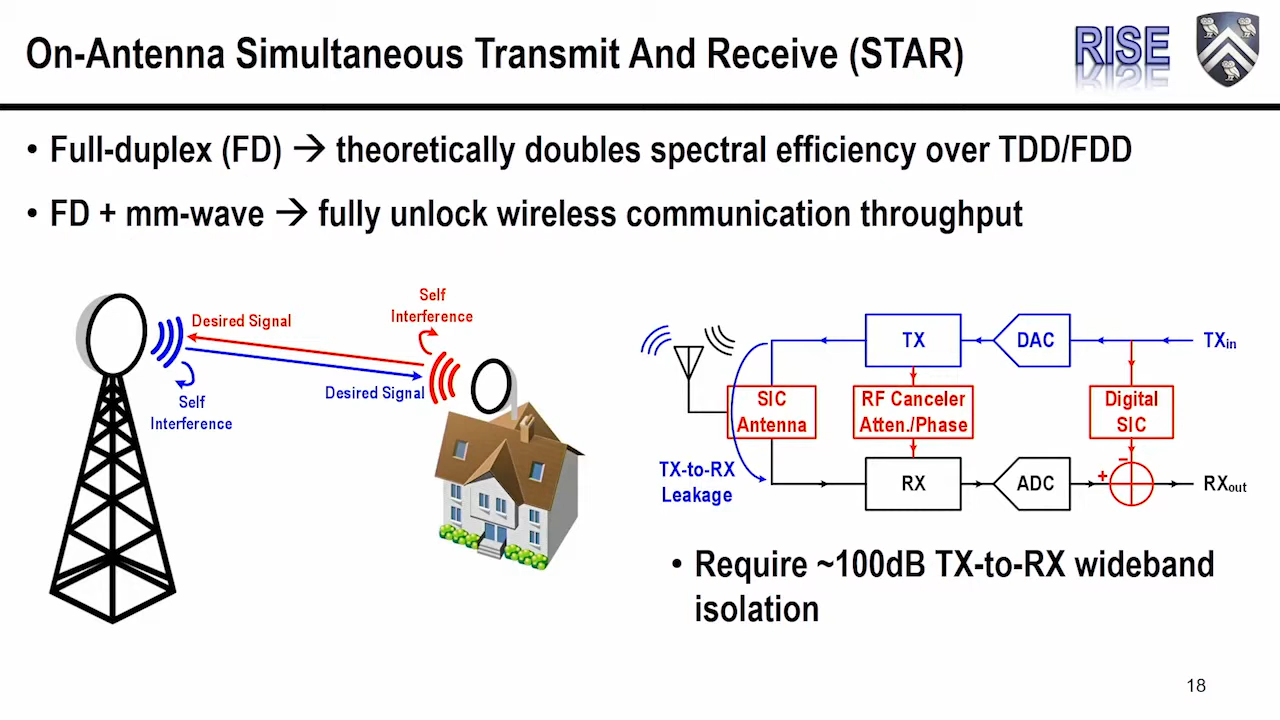 On-Antenna Simultaneous Transmit And Receive (STAR)
RISE
• Full-duplex (FD) → theoretically doubles spectral efficiency over TDD/FDD
• FD + mm-wave → fully unlock wireless communication throughput
Desired Signal
Self
Interference
Desired Signal
Self
Interference
TX
DAC
TXin
SIC
Antenna
RF Canceler
Atten./Phase
Digital
SIC
TX-to-RX
Leakage
RX
ADC
+
−
RXout
• Require ~100dB TX-to-RX wideband
isolation
18